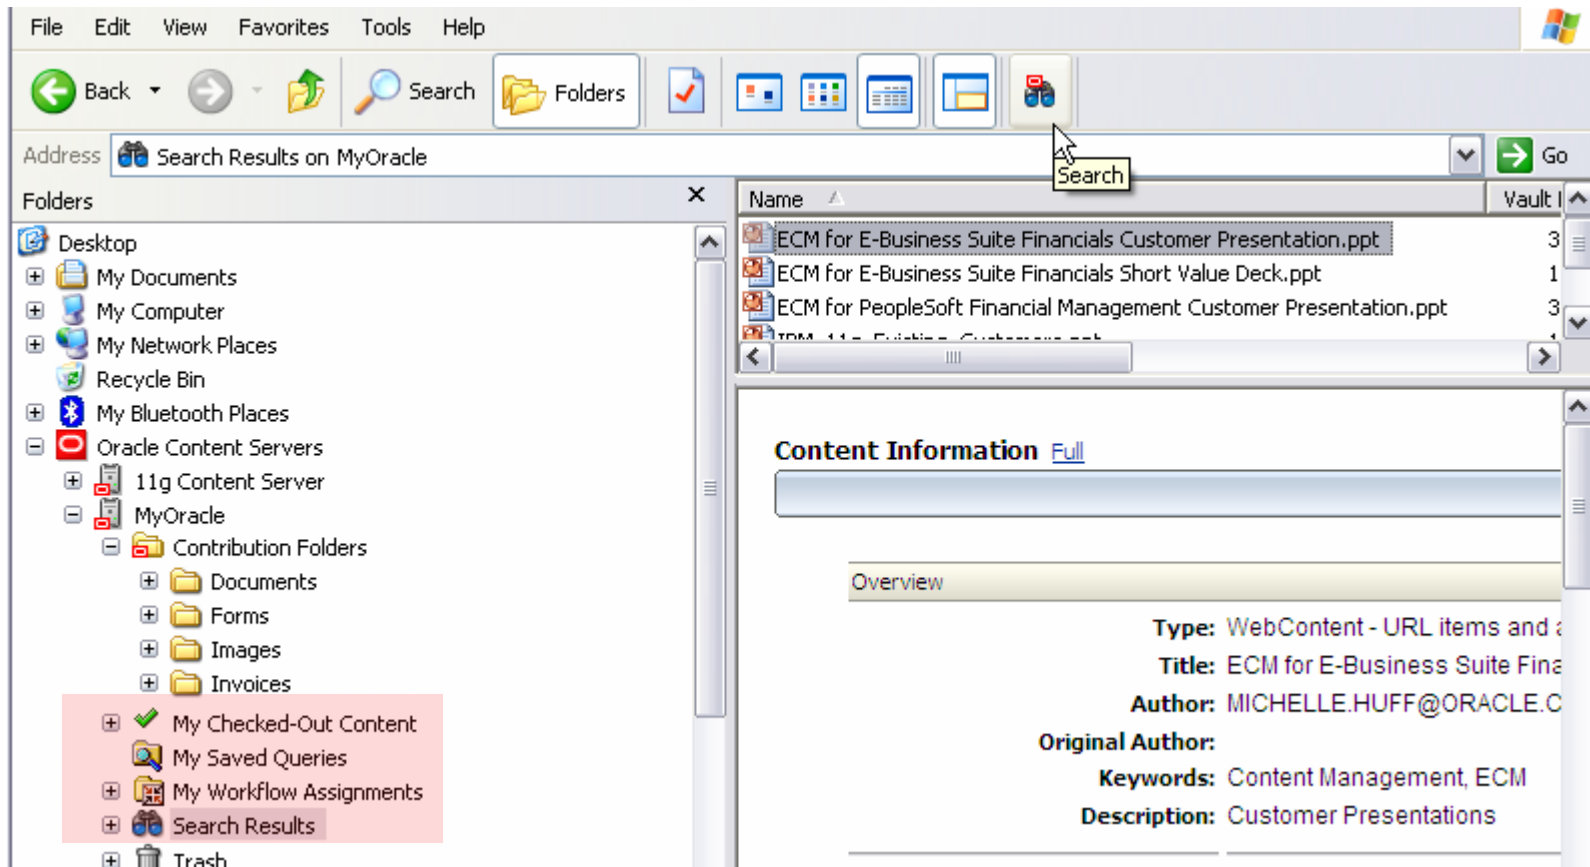 File Edit View Favorites Tools Help
Back Search Folders
Address Search Results on MyOracle Go
Search
Folders
Name Vault
ECM for E-Business Suite Financials Customer Presentation.ppt 3
ECM for E-Business Suite Financials Short Value Deck.ppt 1
ECM for PeopleSoft Financial Management Customer Presentation.ppt 3
Desktop
My Documents
My Computer
My Network Places
Recycle Bin
My Bluetooth Places
Oracle Content Servers
11g Content Server
MyOracle
Contribution Folders
Documents
Forms
Images
Invoices
My Checked-Out Content
My Saved Queries
My Workflow Assignments
Search Results
Trash
Content Information Full
Overview
Type: WebContent - URL items and
Title: ECM for E-Business Suite Fina
Author: MICHELLE.HUFF@ORACLE.C
Original Author:
Keywords: Content Management, ECM
Description: Customer Presentations